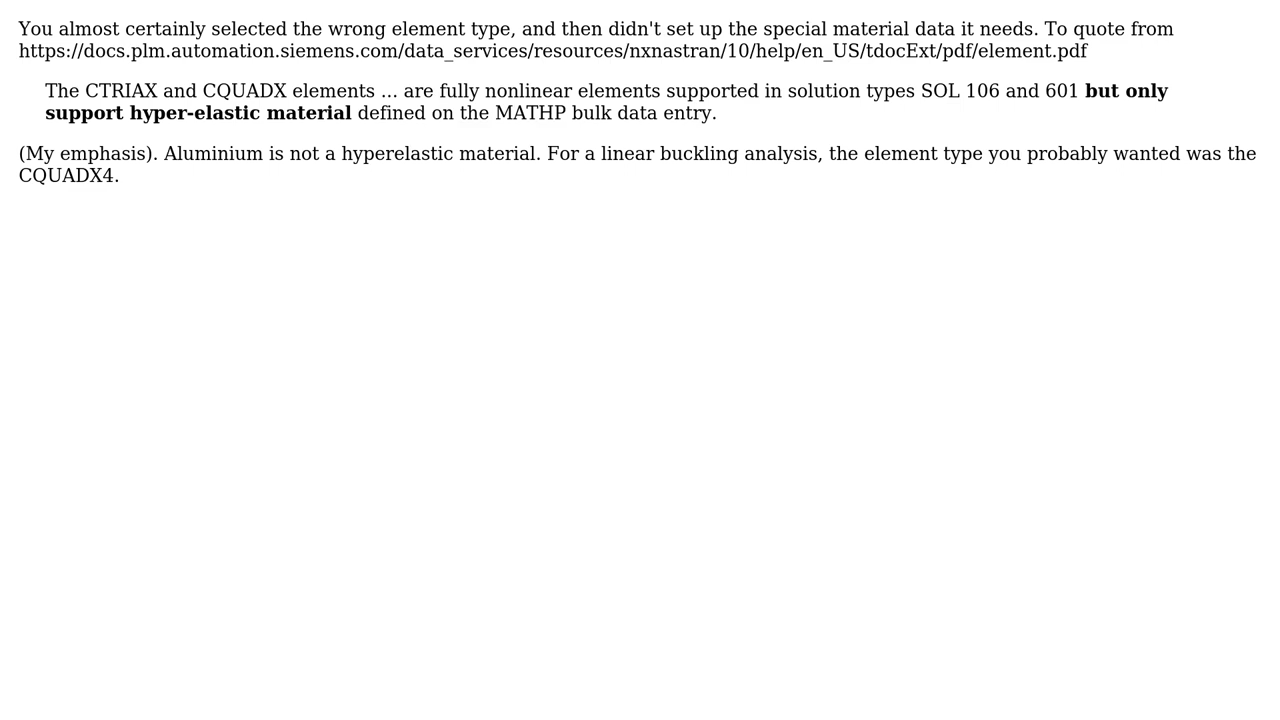 You almost certainly selected the wrong element type, and then didn't set up the special material data it needs. To quote from
https://docs.plm.automation.siemens.com/data_services/resources/nxnastran/10/help/en_US/tdocExt/pdf/element.pdf
The CTRIAX and CQUADX elements ... are fully nonlinear elements supported in solution types SOL 106 and 601 but only
support hyper-elastic material defined on the MATHP bulk data entry.
(My emphasis). Aluminium is not a hyperelastic material. For a linear buckling analysis, the element type you probably wanted was the
CQUADX4.